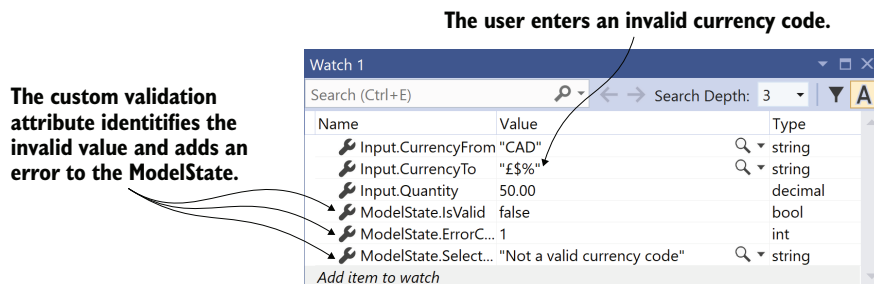 The user enters an invalid currency code.
Watch 1
The custom validation
attribute identitifies the
invalid value and adds an
error to the ModelState.
Search (Ctrl+E)
Search Depth: 3
A
Name Value Type
Input.CurrencyFrom "CAD" string
Input.CurrencyTo "£$%" string
Input.Quantity 50.00 decimal
ModelState.IsValid false bool
ModelState.ErrorC... 1 int
ModelState.Select... "Not a valid currency code" string
Add item to watch